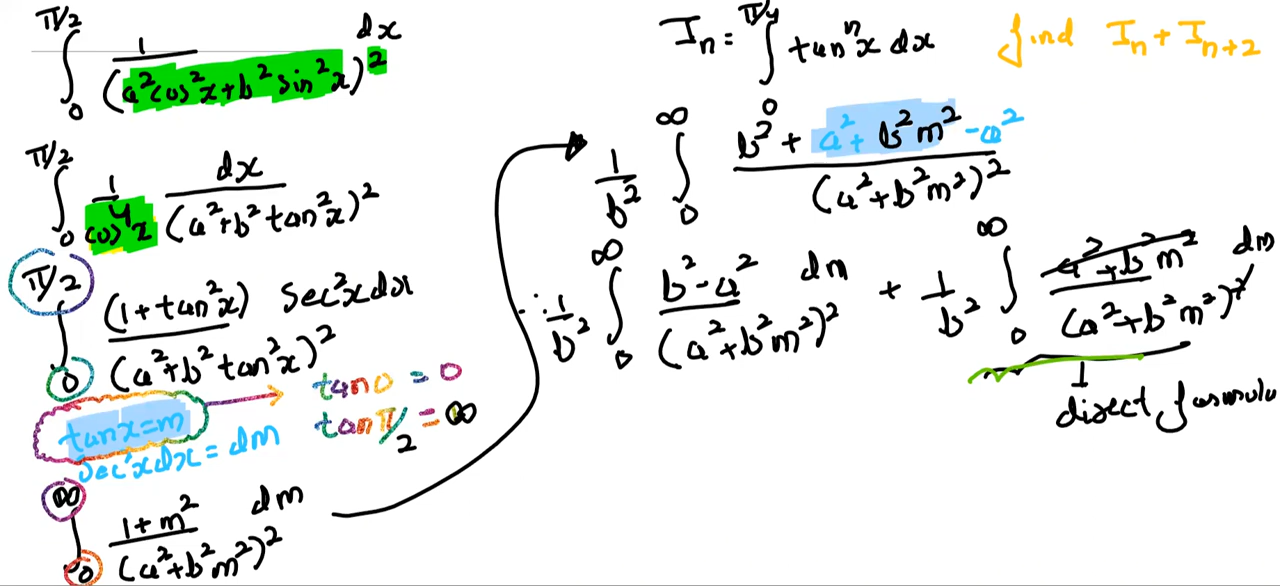 ∫₀^(π/2) 1/(a²cos²x+b²sin²x)² dx
∫₀^(π/2) 1/cos⁴x dx/(a²+b²tan²x)²
∫₀^(π/2) (1+tan²x) sec²x dx/(a²+b²tan²x)²
tan x = m
sec²x dx = dm
tan 0 = 0
tan π/2 = ∞
∫₀^∞ (1+m²)/(a²+b²m²)² dm
Iₙ = ∫₀^(π/4) tanⁿx dx
find Iₙ + Iₙ₊₂
1/b² ∫₀^∞ (b² + a² + b²m² - a²)/(a²+b²m²)²
∴ 1/b² ∫₀^∞ (b² - a²)/(a²+b²m²)² dm + 1/b² ∫₀^∞ (a²+b²m²)/(a²+b²m²)² dm
direct formula